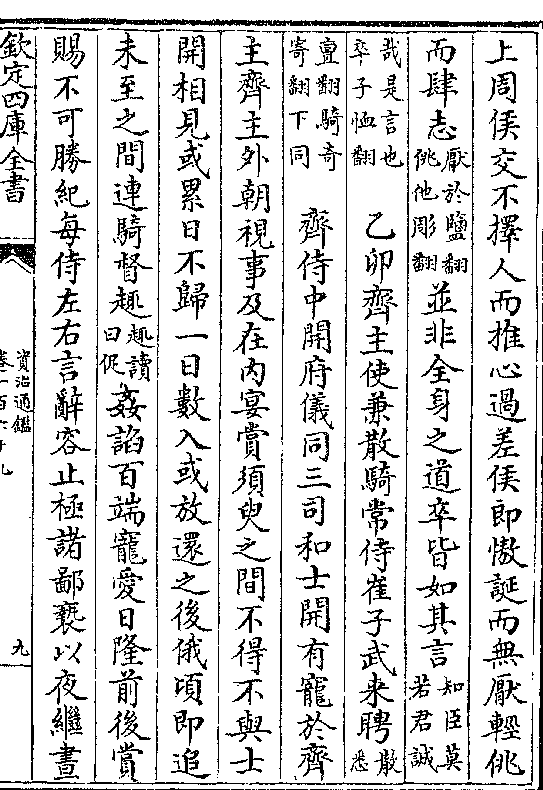 上周侯交不擇人而推心過差侯即慠誕而無厭輕佻
而肆志厭於鹽翻佻他彫翻並非全身之道卒皆如其言知臣莫若君誠
哉是言也卒子恤翻 乙卯齊主使兼散騎常侍崔子武來聘散悉
亶翻騎奇寄翻下同 齊侍中開府儀同三司和士開有寵於齊
主齊主外朝視事及在内宴賞須臾之間不得不與士
開相見或累日不歸一日數入或放還之後俄頃即追
未至之間連騎督趣趣讀曰促姦諂百端寵愛日隆前後賞
賜不可勝紀每侍左右言辭容止極諸鄙褻以夜繼晝
欽定四庫全書
資治通鑑
卷一百六十九
九